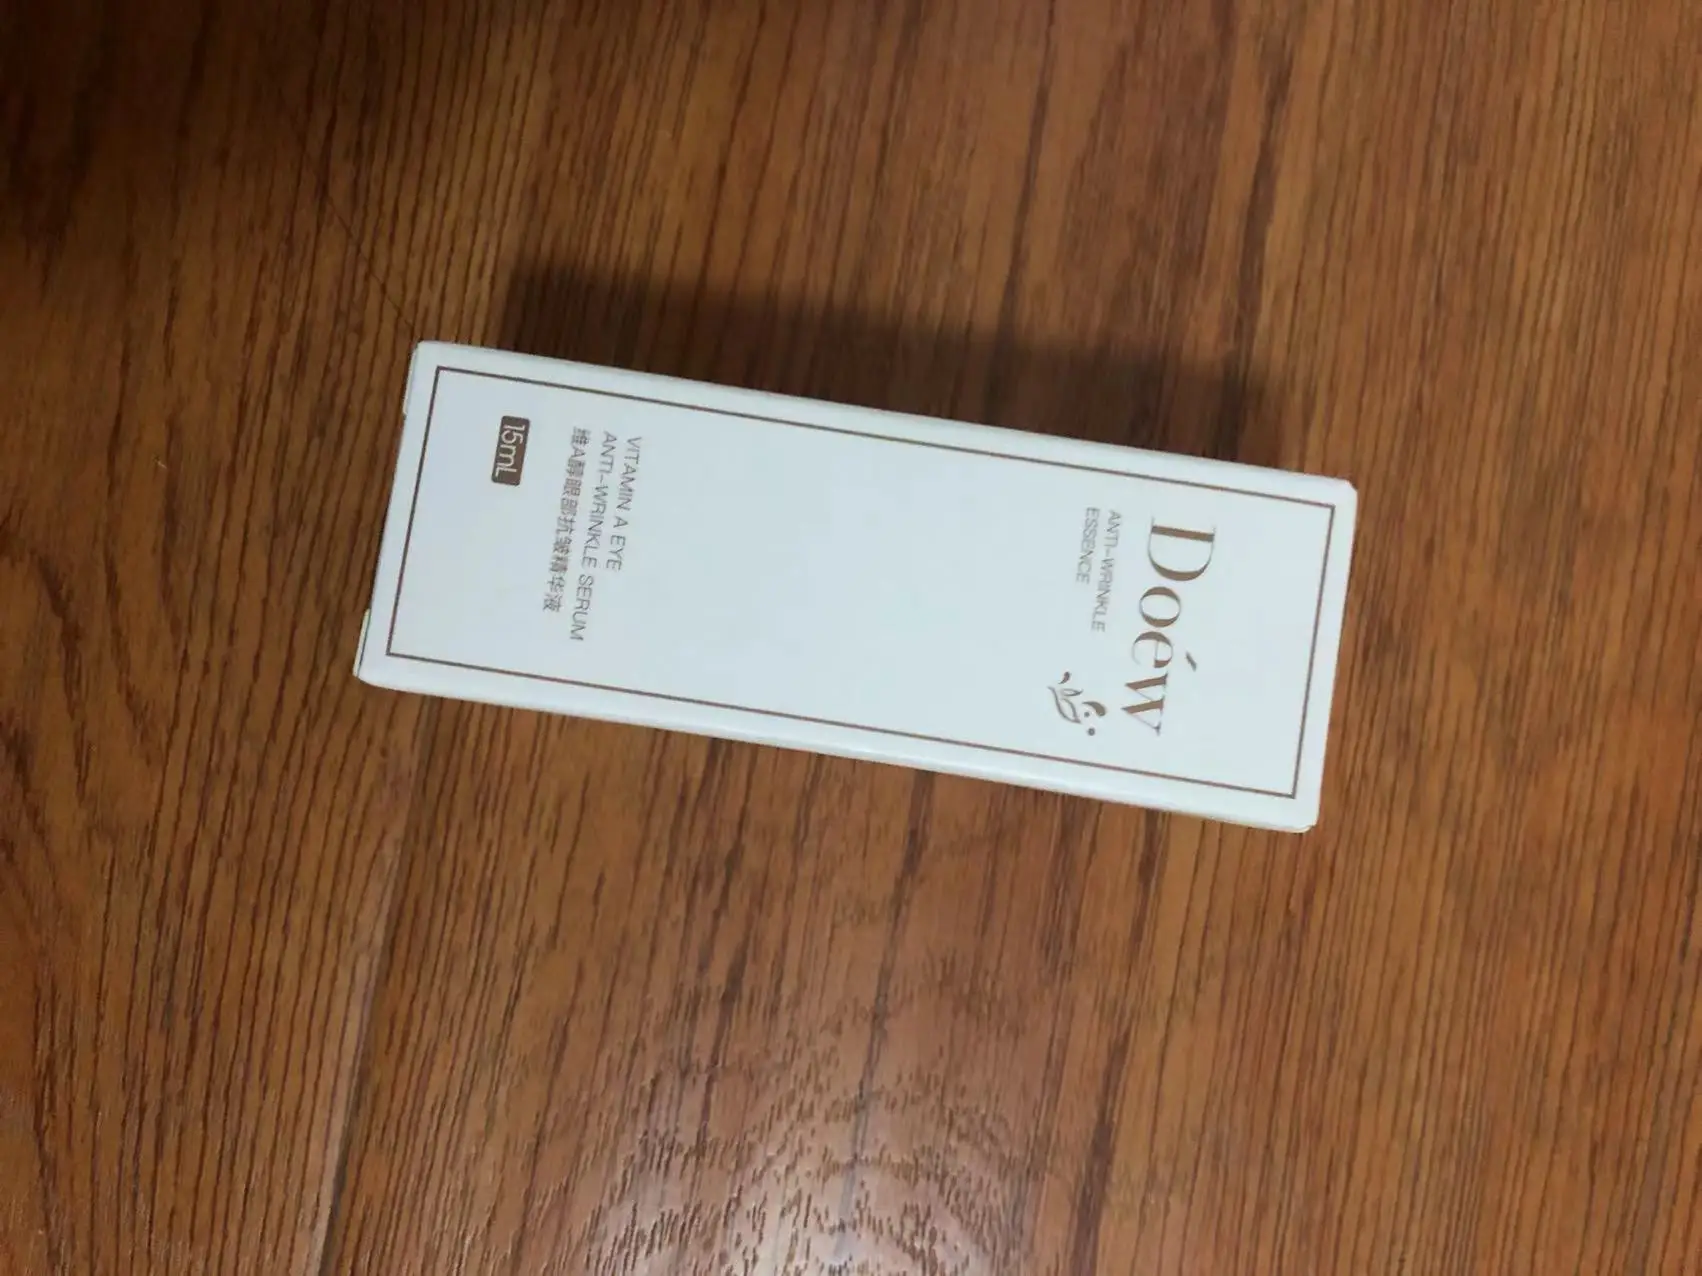 Doéw
ANTI-WRINKLE
ESSENCE
VITAMIN A EYE
ANTI-WRINKLE SERUM
维A醇眼部抗皱精华液
15mL